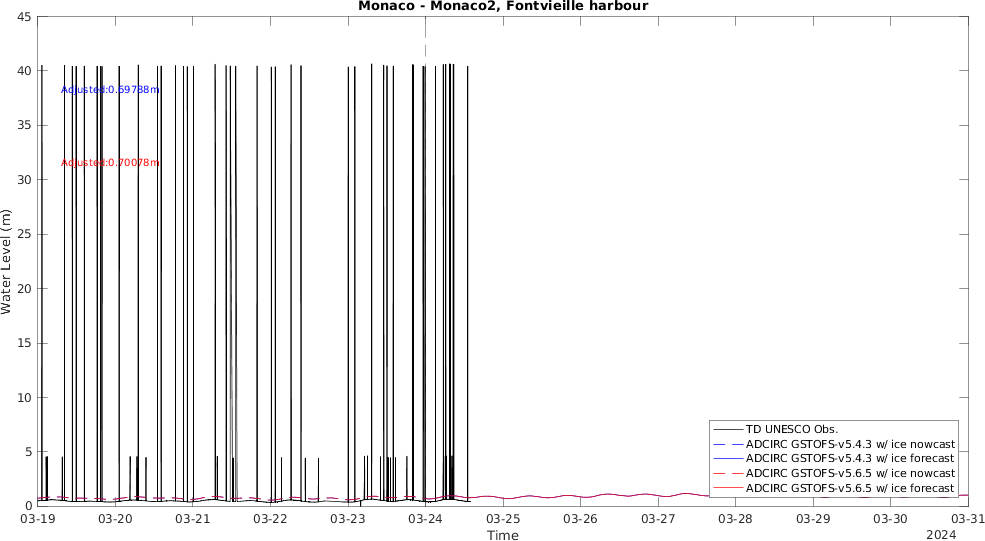 Monaco - Monaco2, Fontvieille harbour
45
40
35
30
25
20
15
10
5
0
Water Level (m)
Adjusted:0.69788m
Adjusted:0.70078m
TD UNESCO Obs.
ADCIRC GSTOFS-v5.4.3 w/ ice nowcast
ADCIRC GSTOFS-v5.4.3 w/ ice forecast
ADCIRC GSTOFS-v5.6.5 w/ ice nowcast
ADCIRC GSTOFS-v5.6.5 w/ ice forecast
03-19 03-20 03-21 03-22 03-23 03-24 03-25 03-26 03-27 03-28 03-29 03-30 03-31
Time
2024